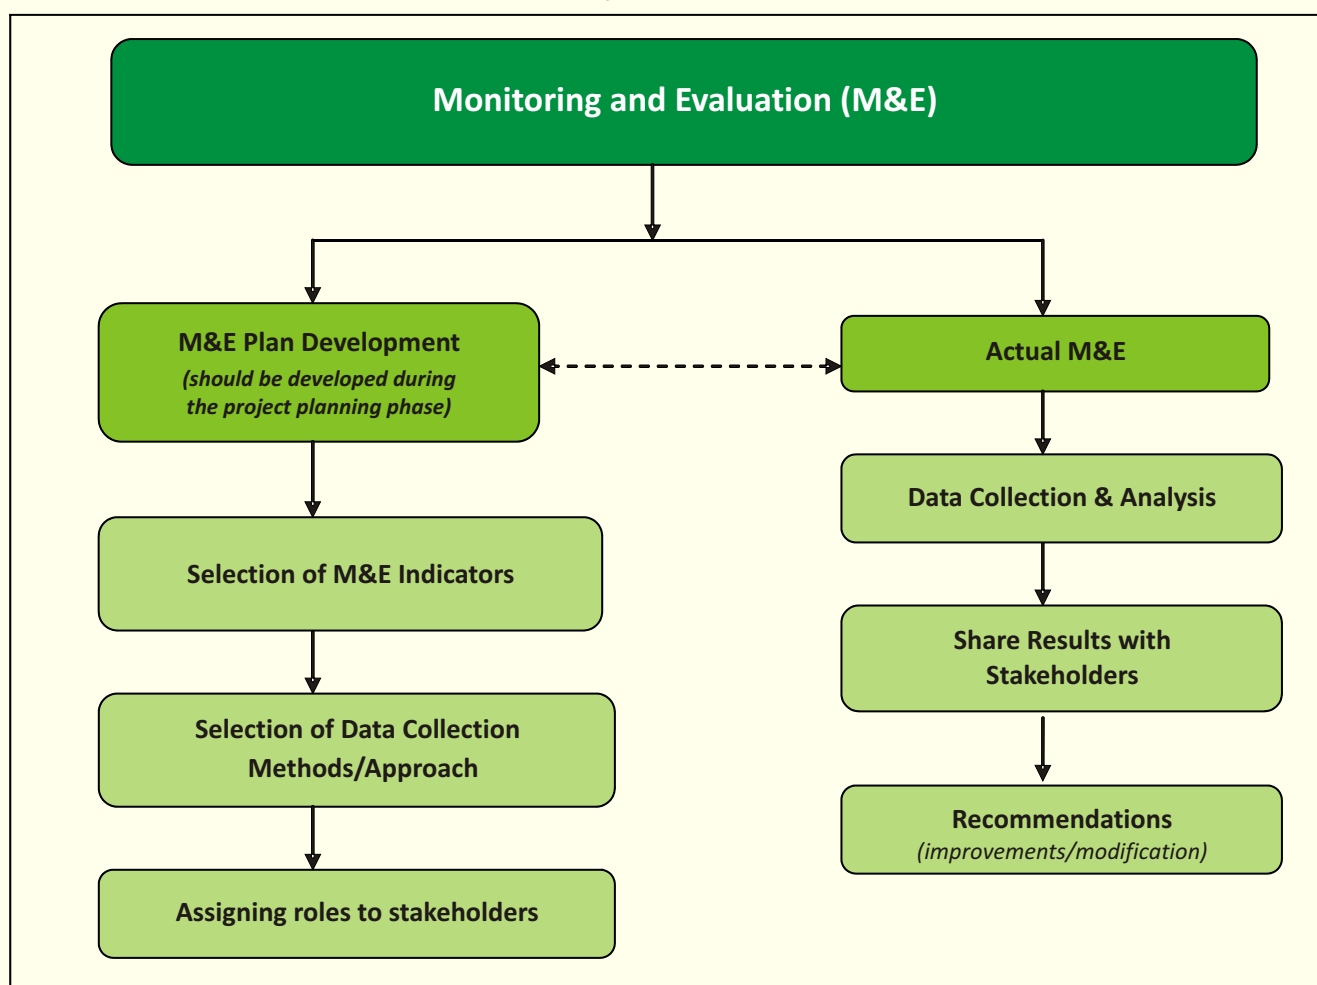 Monitoring and Evaluation (M&E)
M&E Plan Development
(should be developed during
the project planning phase)
Selection of M&E Indicators
Selection of Data Collection
Methods/Approach
Assigning roles to stakeholders
Actual M&E
Data Collection & Analysis
Share Results with
Stakeholders
Recommendations
(improvements/modification)